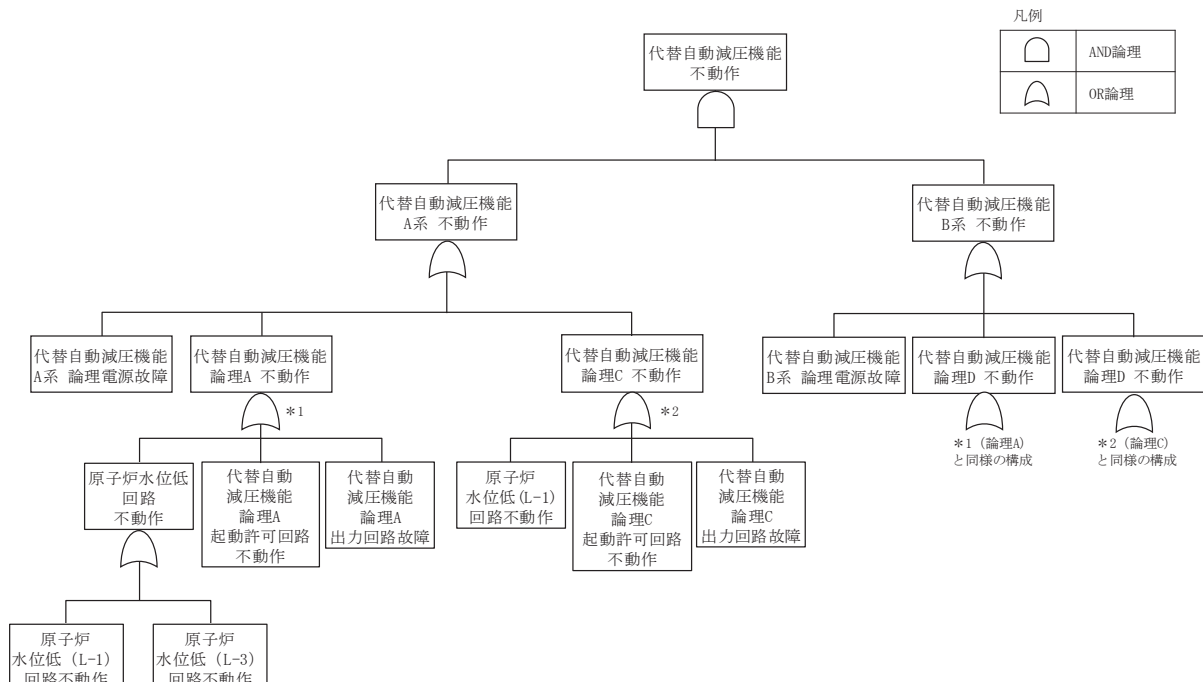 凡例
AND論理
OR論理
代替自動減圧機能
不動作
代替自動減圧機能
A系 不動作
代替自動減圧機能
B系 不動作
代替自動減圧機能
A系 論理電源故障
代替自動減圧機能
論理A 不動作
代替自動減圧機能
論理C 不動作
代替自動減圧機能
B系 論理電源故障
代替自動減圧機能
論理D 不動作
代替自動減圧機能
論理D 不動作
*1
*2
*1（論理A）
と同様の構成
*2（論理C）
と同様の構成
原子炉水位低
回路
不動作
代替自動
減圧機能
論理A
起動許可回路
不動作
代替自動
減圧機能
論理A
出力回路故障
原子炉
水位低(L-1)
回路不動作
代替自動
減圧機能
論理C
起動許可回路
不動作
代替自動
減圧機能
論理C
出力回路故障
原子炉
水位低（L-1）
回路不動作
原子炉
水位低（L-3）
回路不動作